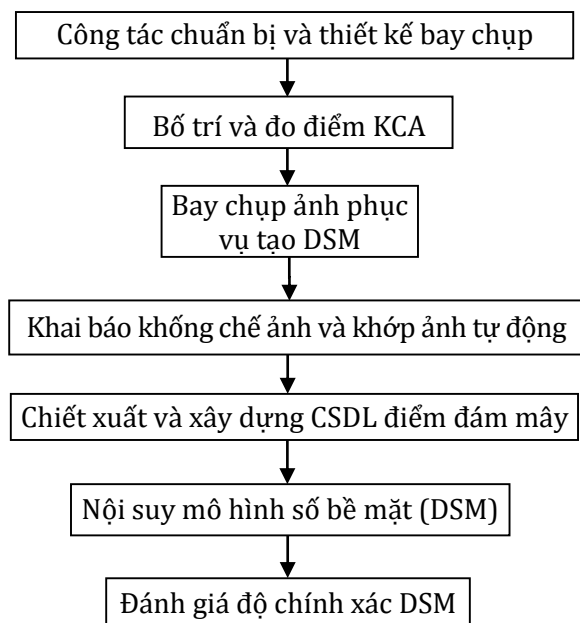 Công tác chuẩn bị và thiết kế bay chụp
Bố trí và đo điểm KCA
Bay chụp ảnh phục
vụ tạo DSM
Khai báo khống chế ảnh và khớp ảnh tự động
Chiết xuất và xây dựng CSDL điểm đám mây
Nội suy mô hình số bề mặt (DSM)
Đánh giá độ chính xác DSM